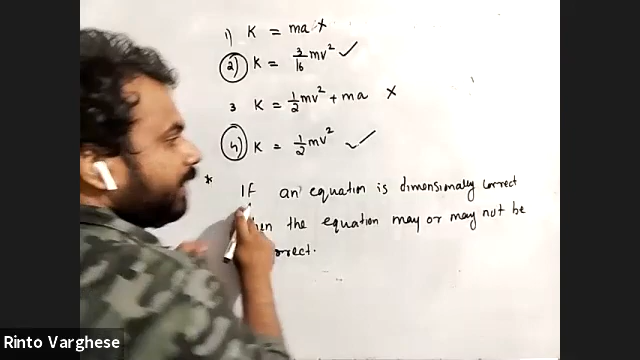 1) K = ma ×
2) K = 3/16 mv² ✓
3 K = 1/2 mv² + ma ×
4) K = 1/2 mv² ✓
* If an equation is dimensionally correct
the equation may or may not be
Rinto Varghese